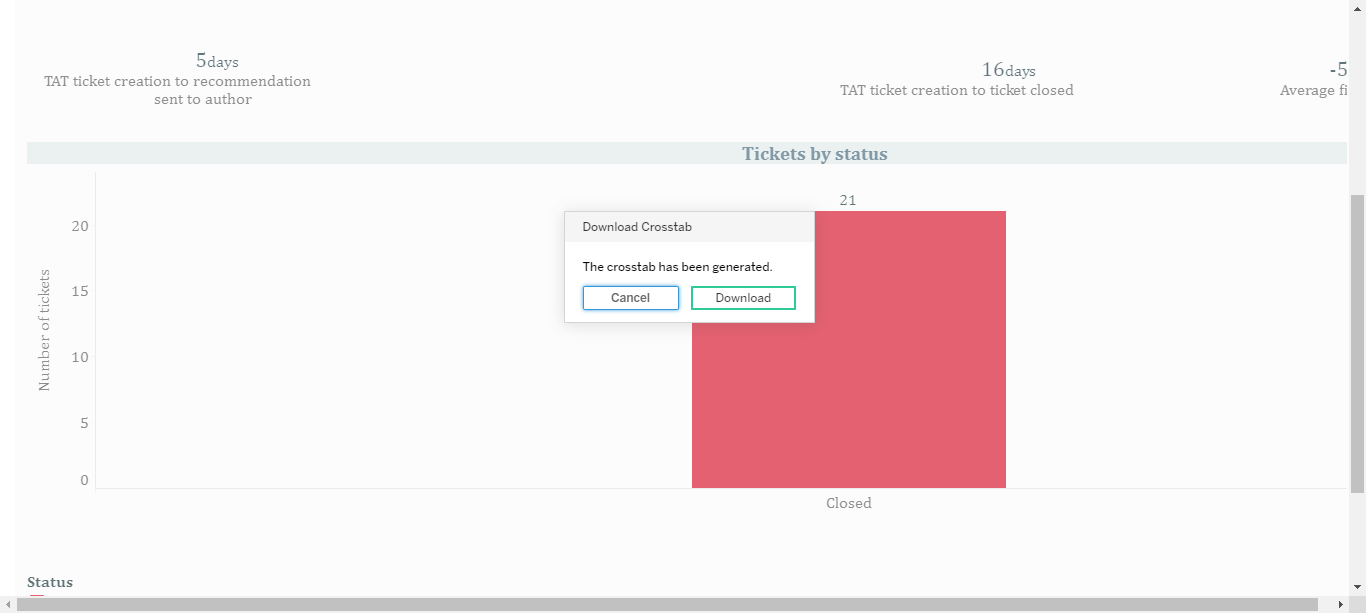 5days
TAT ticket creation to recommendation
sent to author
16days
TAT ticket creation to ticket closed
-5
Average fi
Tickets by status
21
Number of tickets
20
15
10
5
0
Download Crosstab
The crosstab has been generated.
Cancel Download
Closed
Status